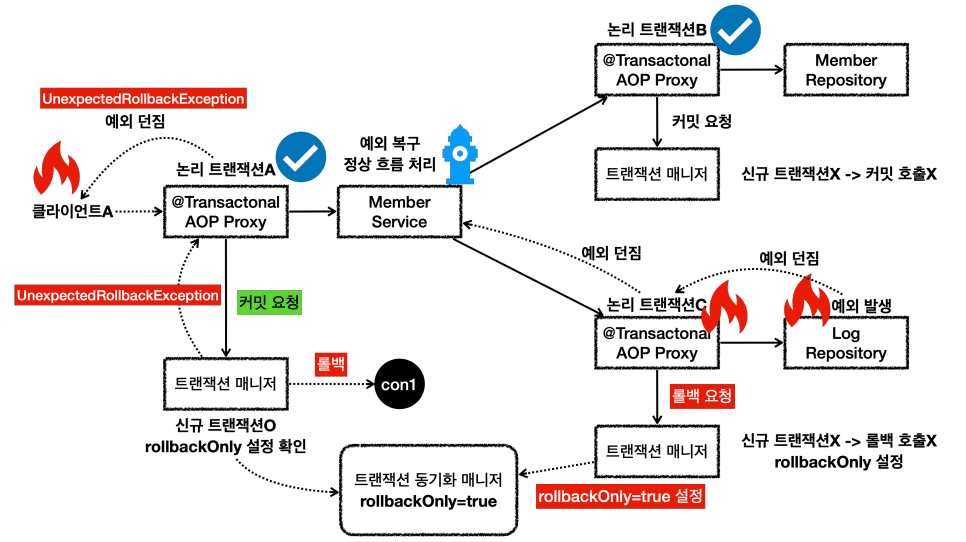 UnexpectedRollbackException
예외 던짐
클라이언트A
논리 트랜잭션A
@Transactonal
AOP Proxy
예외 복구
정상 흐름 처리
Member
Service
논리 트랜잭션B
@Transactonal
AOP Proxy
Member
Repository
커밋 요청
트랜잭션 매니저
신규 트랜잭션X -> 커밋 호출X
예외 던짐
예외 던짐
논리 트랜잭션C
예외 발생
@Transactonal
AOP Proxy
Log
Repository
롤백 요청
트랜잭션 매니저
신규 트랜잭션X -> 롤백 호출X
rollbackOnly 설정
rollbackOnly=true 설정
UnexpectedRollbackException
커밋 요청
트랜잭션 매니저
롤백
con1
신규 트랜잭션O
rollbackOnly 설정 확인
트랜잭션 동기화 매니저
rollbackOnly=true